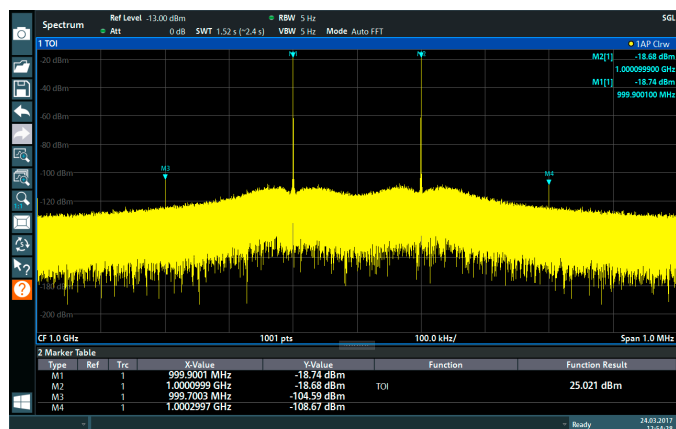 Spectrum Ref Level -13.00 dBm RBW 5 Hz SGL
Att 0 dB SWT 1.52 s (~2.4 s) VBW 5 Hz Mode Auto FFT
1 TOI 1AP Clrw
M2[1] -18.68 dBm
1.000099900 GHz
M1[1] -18.74 dBm
999.900100 MHz
-20 dBm
-40 dBm
-60 dBm
-80 dBm
M3
-100 dBm
M4
-120 dBm
-180 dBm
-200 dBm
CF 1.0 GHz 1001 pts 100.0 kHz/ Span 1.0 MHz
2 Marker Table
Type Ref Trc X-Value Y-Value Function Function Result
M1 1 999.9001 MHz -18.74 dBm
M2 1 1.0000999 GHz -18.68 dBm TOI 25.021 dBm
M3 1 999.7003 MHz -104.59 dBm
M4 1 1.0002997 GHz -108.67 dBm
Ready 24.03.2017